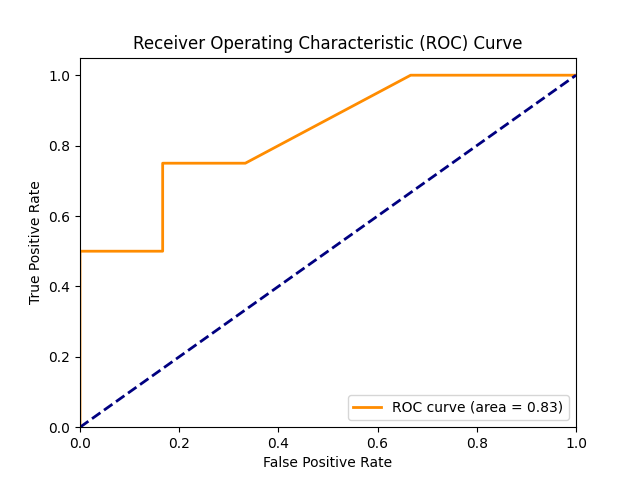 Receiver Operating Characteristic (ROC) Curve
1.0
0.8
0.6
0.4
0.2
0.0
True Positive Rate
0.0 0.2 0.4 0.6 0.8 1.0
False Positive Rate
ROC curve (area = 0.83)